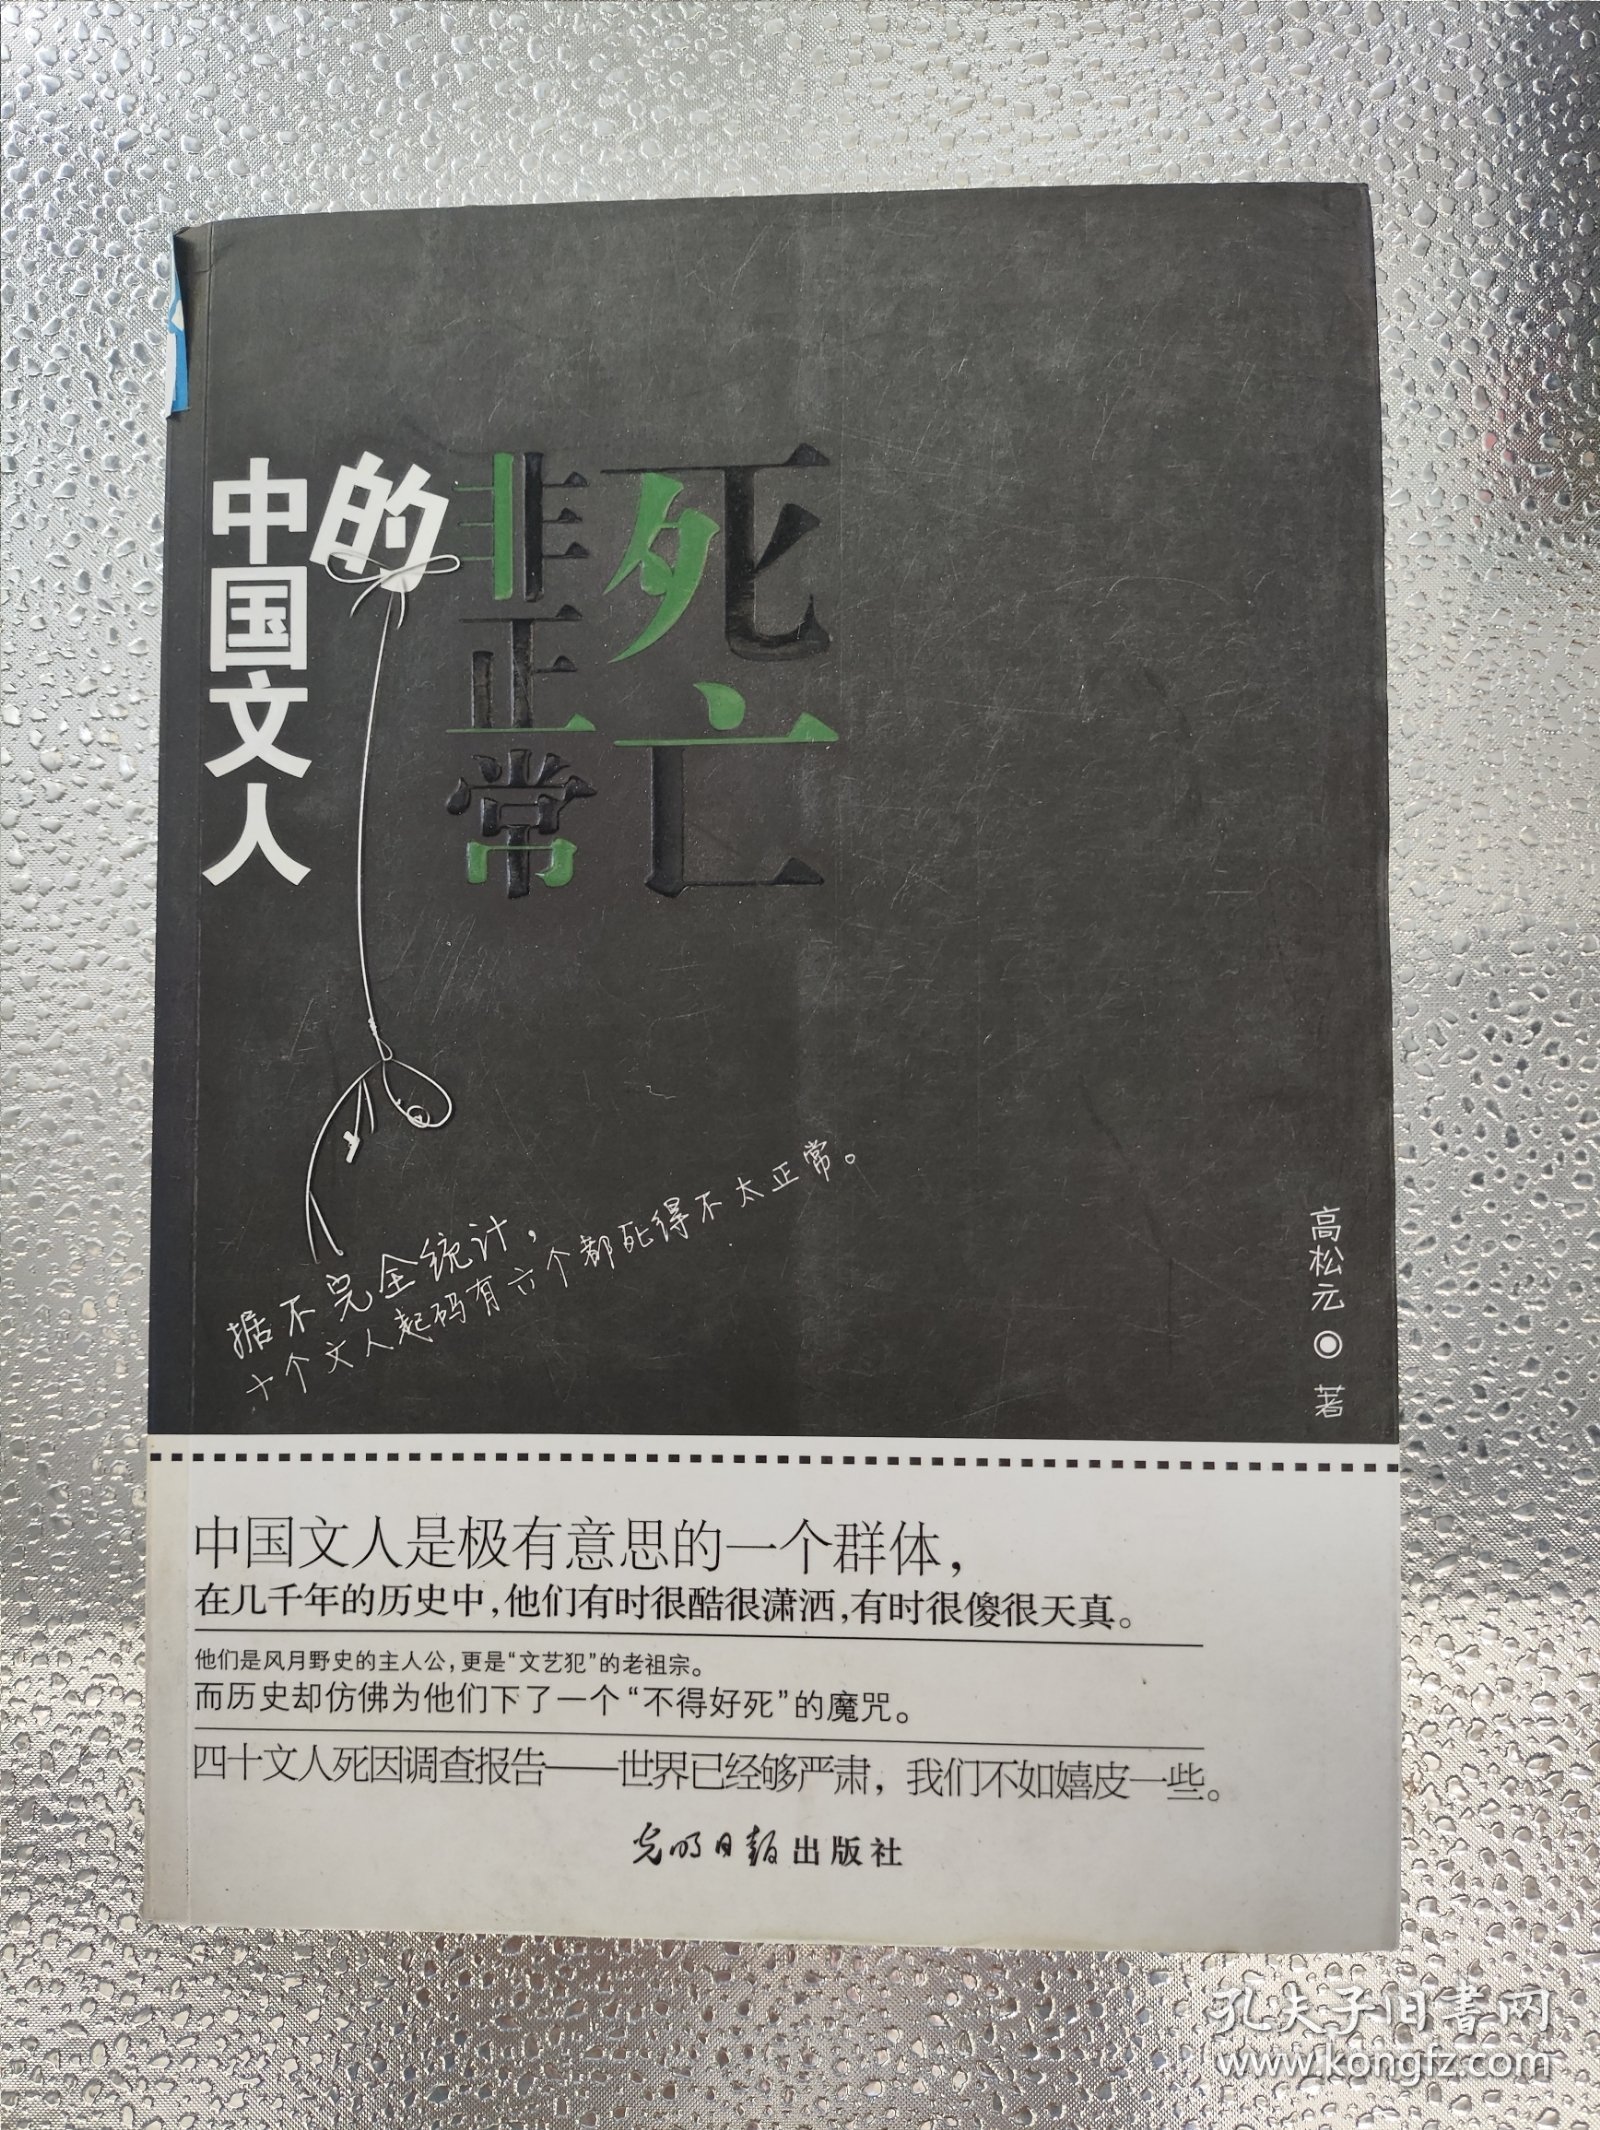 中国文人
的
非正常
死亡
据不完全统计，
十个文人起码有六个都死得不太正常。
高松元 著
中国文人是极有意思的一个群体，
在几千年的历史中，他们有时很酷很潇洒，有时很傻很天真。
他们是风月野史的主人公，更是“文艺犯”的老祖宗。
而历史却仿佛为他们下了一个“不得好死”的魔咒。
四十文人死因调查报告——世界已经够严肃，我们不如嬉皮一些。
光明日报出版社
孔夫子旧书网
www.kongfz.com